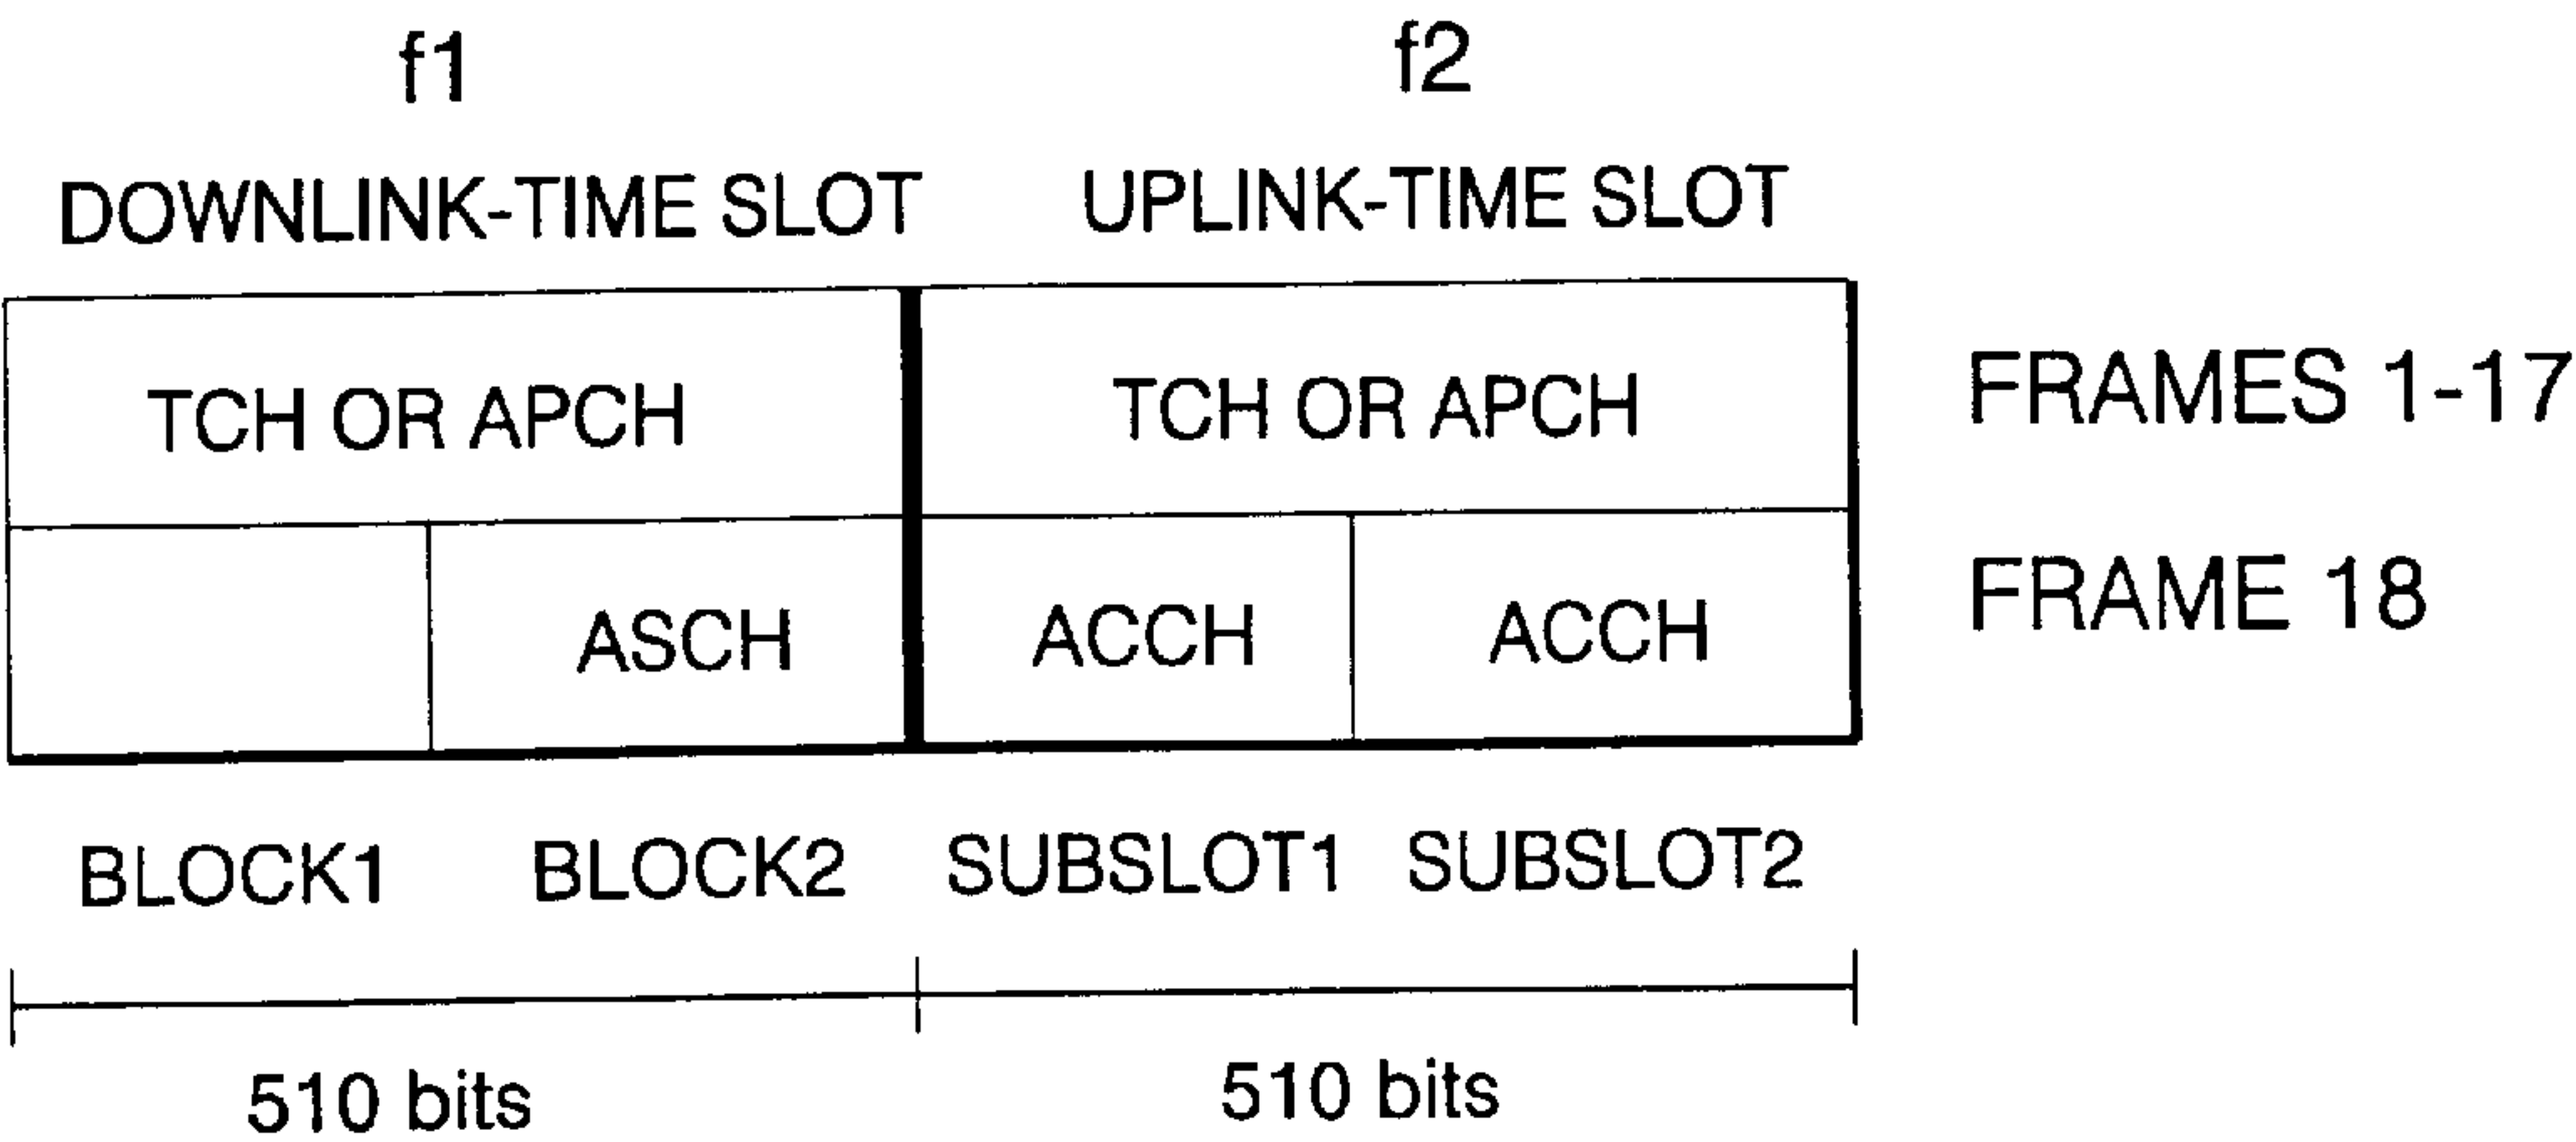 f1 f2
DOWNLINK-TIME SLOT UPLINK-TIME SLOT
TCH OR APCH TCH OR APCH FRAMES 1-17
ASCH ACCH ACCH FRAME 18
BLOCK1 BLOCK2 SUBSLOT1 SUBSLOT2
510 bits 510 bits